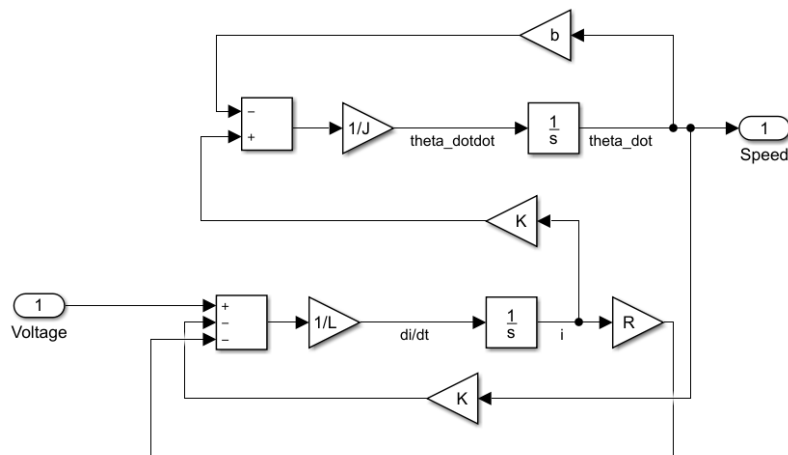 b
−
+
1/J
theta_dotdot
1
s
theta_dot
1
Speed
K
1
Voltage
+
−
−
1/L
di/dt
1
s
i
R
K